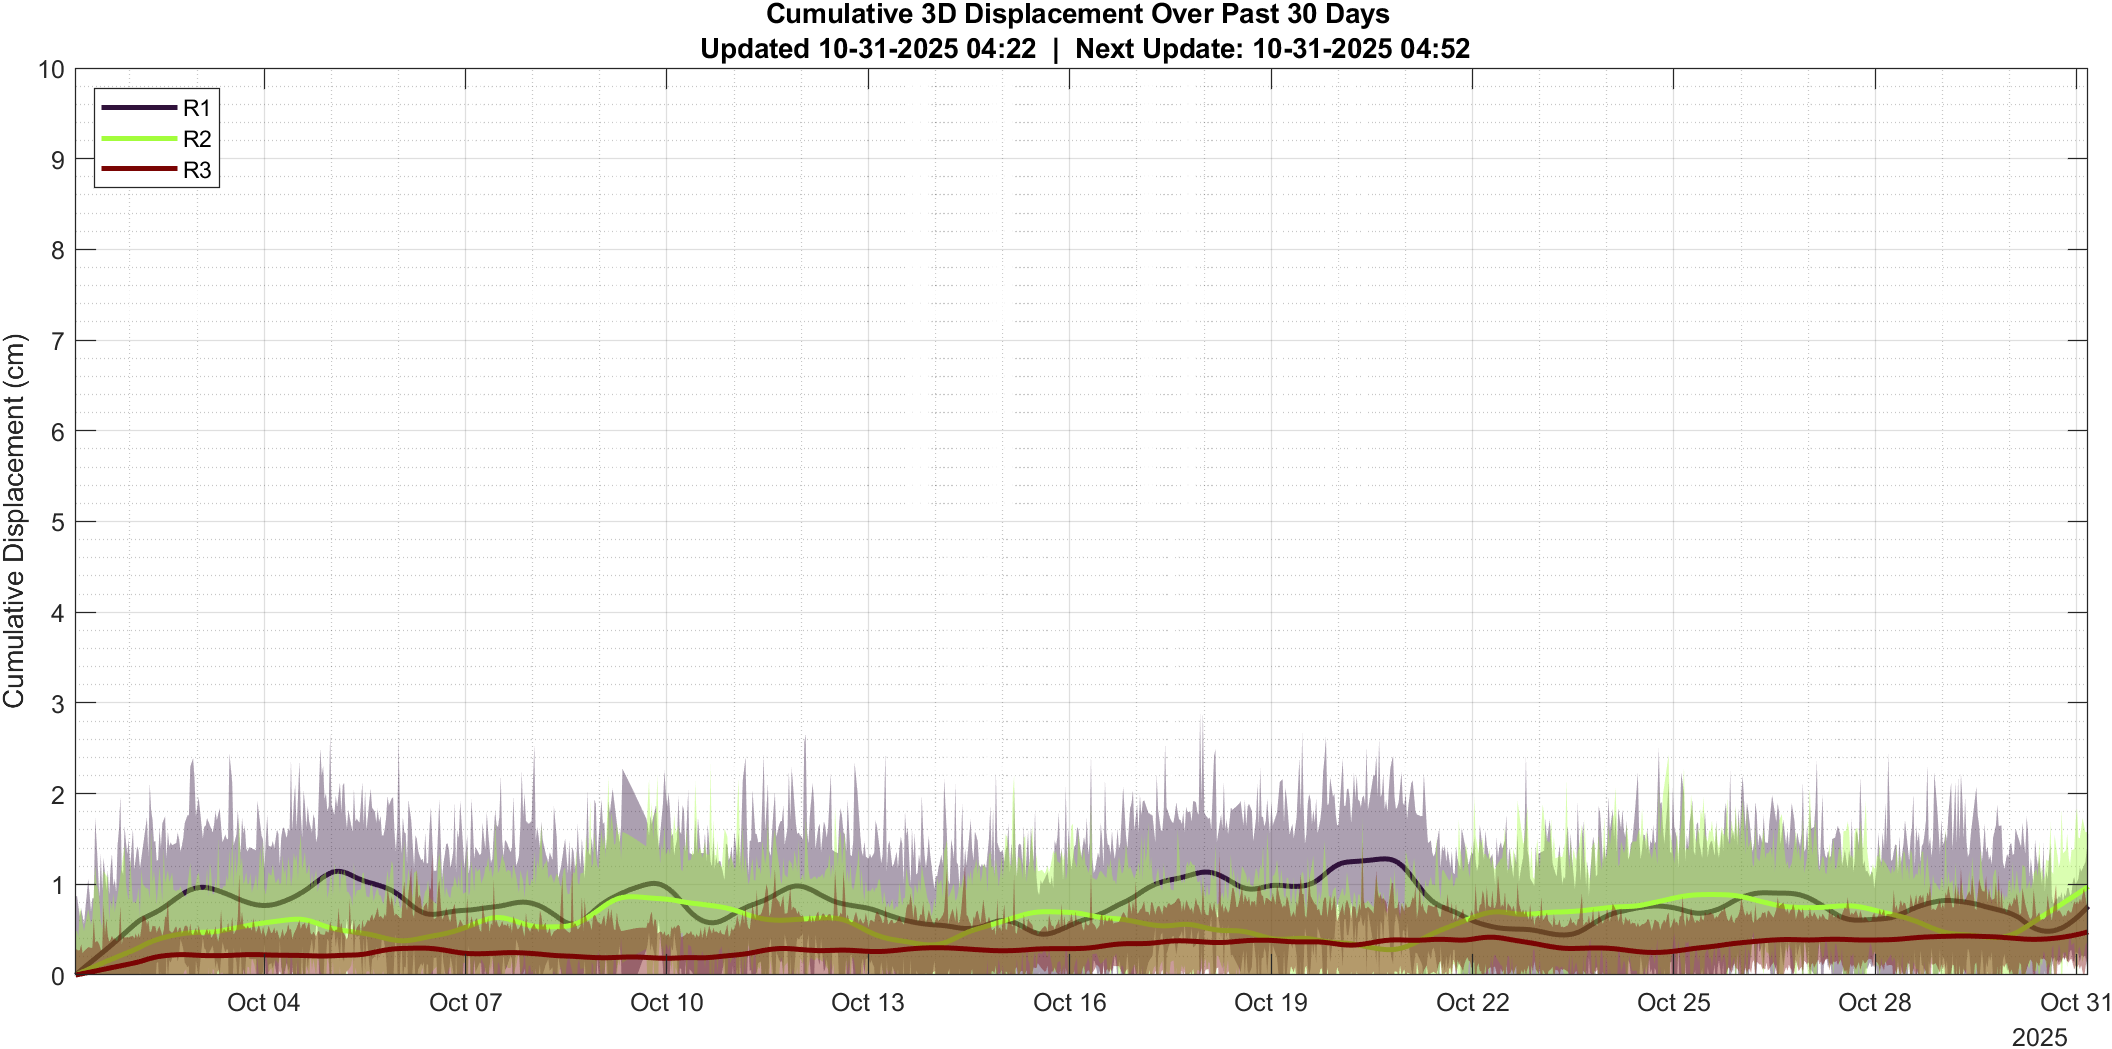 Cumulative 3D Displacement Over Past 30 Days
Updated 10-31-2025 04:22 | Next Update: 10-31-2025 04:52
R1
R2
R3
Cumulative Displacement (cm)
10
9
8
7
6
5
4
3
2
1
0
Oct 04
Oct 07
Oct 10
Oct 13
Oct 16
Oct 19
Oct 22
Oct 25
Oct 28
Oct 31
2025